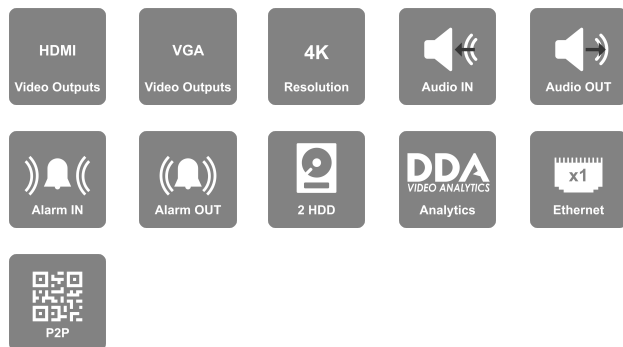 HDMI
Video Outputs
VGA
Video Outputs
4K
Resolution
Audio IN
Audio OUT
Alarm IN
Alarm OUT
2 HDD
DDA
VIDEO ANALYTICS
Analytics
x1
Ethernet
P2P